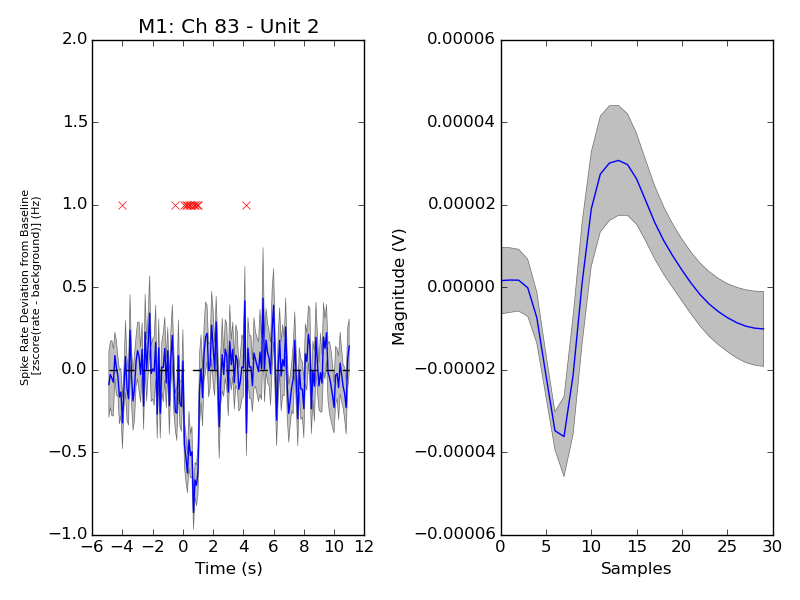 M1: Ch 83 - Unit 2
2.0
1.5
1.0
0.5
0.0
−0.5
−1.0
−6 −4 −2 0 2 4 6 8 10 12
Time (s)
Spike Rate Deviation from Baseline
[zscore(rate - background)] (Hz)
0.00006
0.00004
0.00002
0.00000
−0.00002
−0.00004
−0.00006
0 5 10 15 20 25 30
Samples
Magnitude (V)